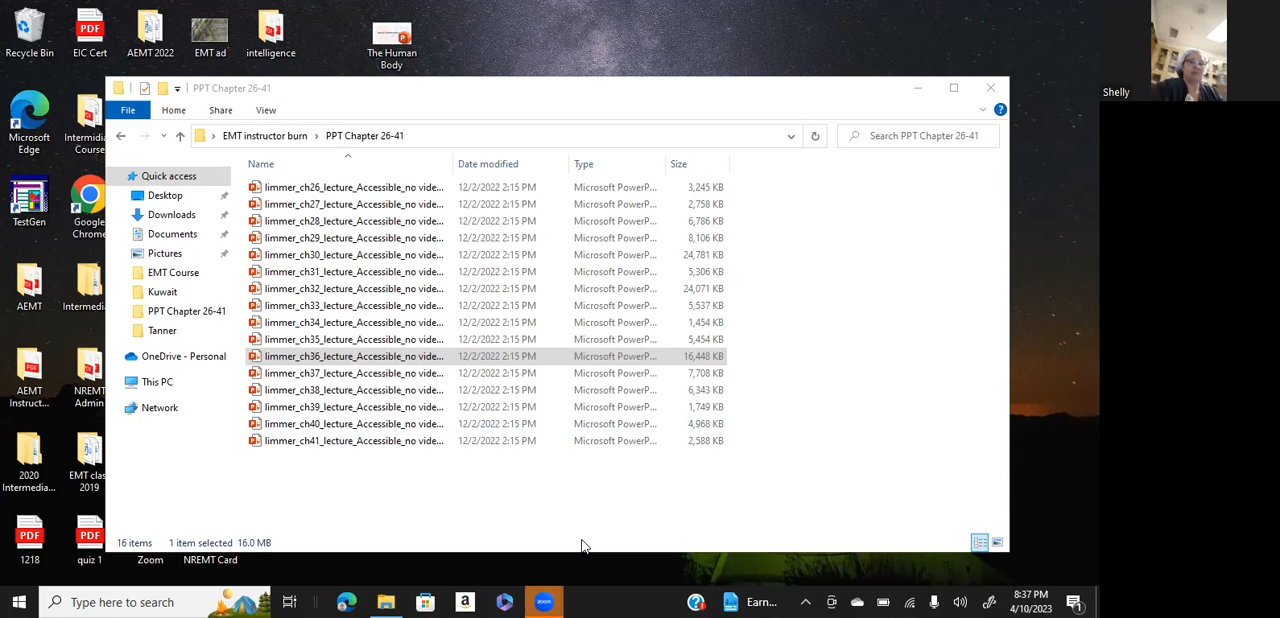 Recycle Bin
EIC Cert
AEMT 2022
EMT ad
intelligence
The Human
Body
Microsoft
Edge
Intermidia
Course
TestGen
Google
Chrome
AEMT
Intermedi
AEMT
Instruc...
NREMT
Admin
2020
Intermedia...
EMT clas
2019
1218
quiz 1
Zoom
NREMT Card
PPT Chapter 26-41
File
Home
Share
View
EMT instructor burn
PPT Chapter 26-41
Search PPT Chapter 26-41
Quick access
Desktop
Downloads
Documents
Pictures
EMT Course
Kuwait
PPT Chapter 26-41
Tanner
OneDrive - Personal
This PC
Network
Name Date modified Type Size
limmer_ch26_lecture_Accessible_no vide... 12/2/2022 2:15 PM Microsoft PowerP... 3,245 KB
limmer_ch27_lecture_Accessible_no vide... 12/2/2022 2:15 PM Microsoft PowerP... 2,758 KB
limmer_ch28_lecture_Accessible_no vide... 12/2/2022 2:15 PM Microsoft PowerP... 6,786 KB
limmer_ch29_lecture_Accessible_no vide... 12/2/2022 2:15 PM Microsoft PowerP... 8,106 KB
limmer_ch30_lecture_Accessible_no vide... 12/2/2022 2:15 PM Microsoft PowerP... 24,781 KB
limmer_ch31_lecture_Accessible_no vide... 12/2/2022 2:15 PM Microsoft PowerP... 5,306 KB
limmer_ch32_lecture_Accessible_no vide... 12/2/2022 2:15 PM Microsoft PowerP... 24,071 KB
limmer_ch33_lecture_Accessible_no vide... 12/2/2022 2:15 PM Microsoft PowerP... 5,537 KB
limmer_ch34_lecture_Accessible_no vide... 12/2/2022 2:15 PM Microsoft PowerP... 1,454 KB
limmer_ch35_lecture_Accessible_no vide... 12/2/2022 2:15 PM Microsoft PowerP... 5,454 KB
limmer_ch36_lecture_Accessible_no vide... 12/2/2022 2:15 PM Microsoft PowerP... 16,448 KB
limmer_ch37_lecture_Accessible_no vide... 12/2/2022 2:15 PM Microsoft PowerP... 7,708 KB
limmer_ch38_lecture_Accessible_no vide... 12/2/2022 2:15 PM Microsoft PowerP... 6,343 KB
limmer_ch39_lecture_Accessible_no vide... 12/2/2022 2:15 PM Microsoft PowerP... 1,749 KB
limmer_ch40_lecture_Accessible_no vide... 12/2/2022 2:15 PM Microsoft PowerP... 4,968 KB
limmer_ch41_lecture_Accessible_no vide... 12/2/2022 2:15 PM Microsoft PowerP... 2,588 KB
16 items 1 item selected 16.0 MB
Shelly
Type here to search
zoom
Earn...
8:37 PM
4/10/2023